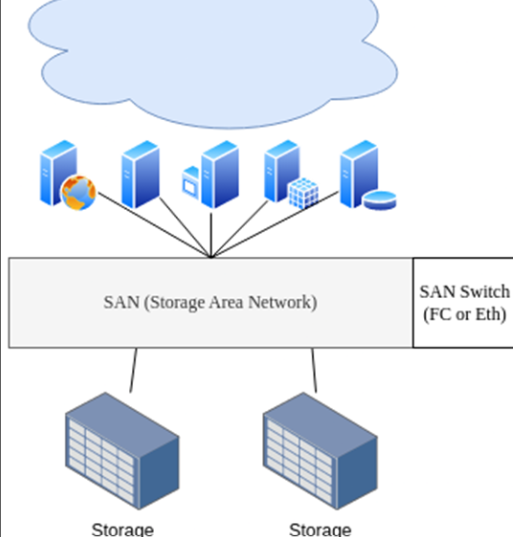 SAN (Storage Area Network)
SAN Switch
(FC or Eth)
Storage
Storage